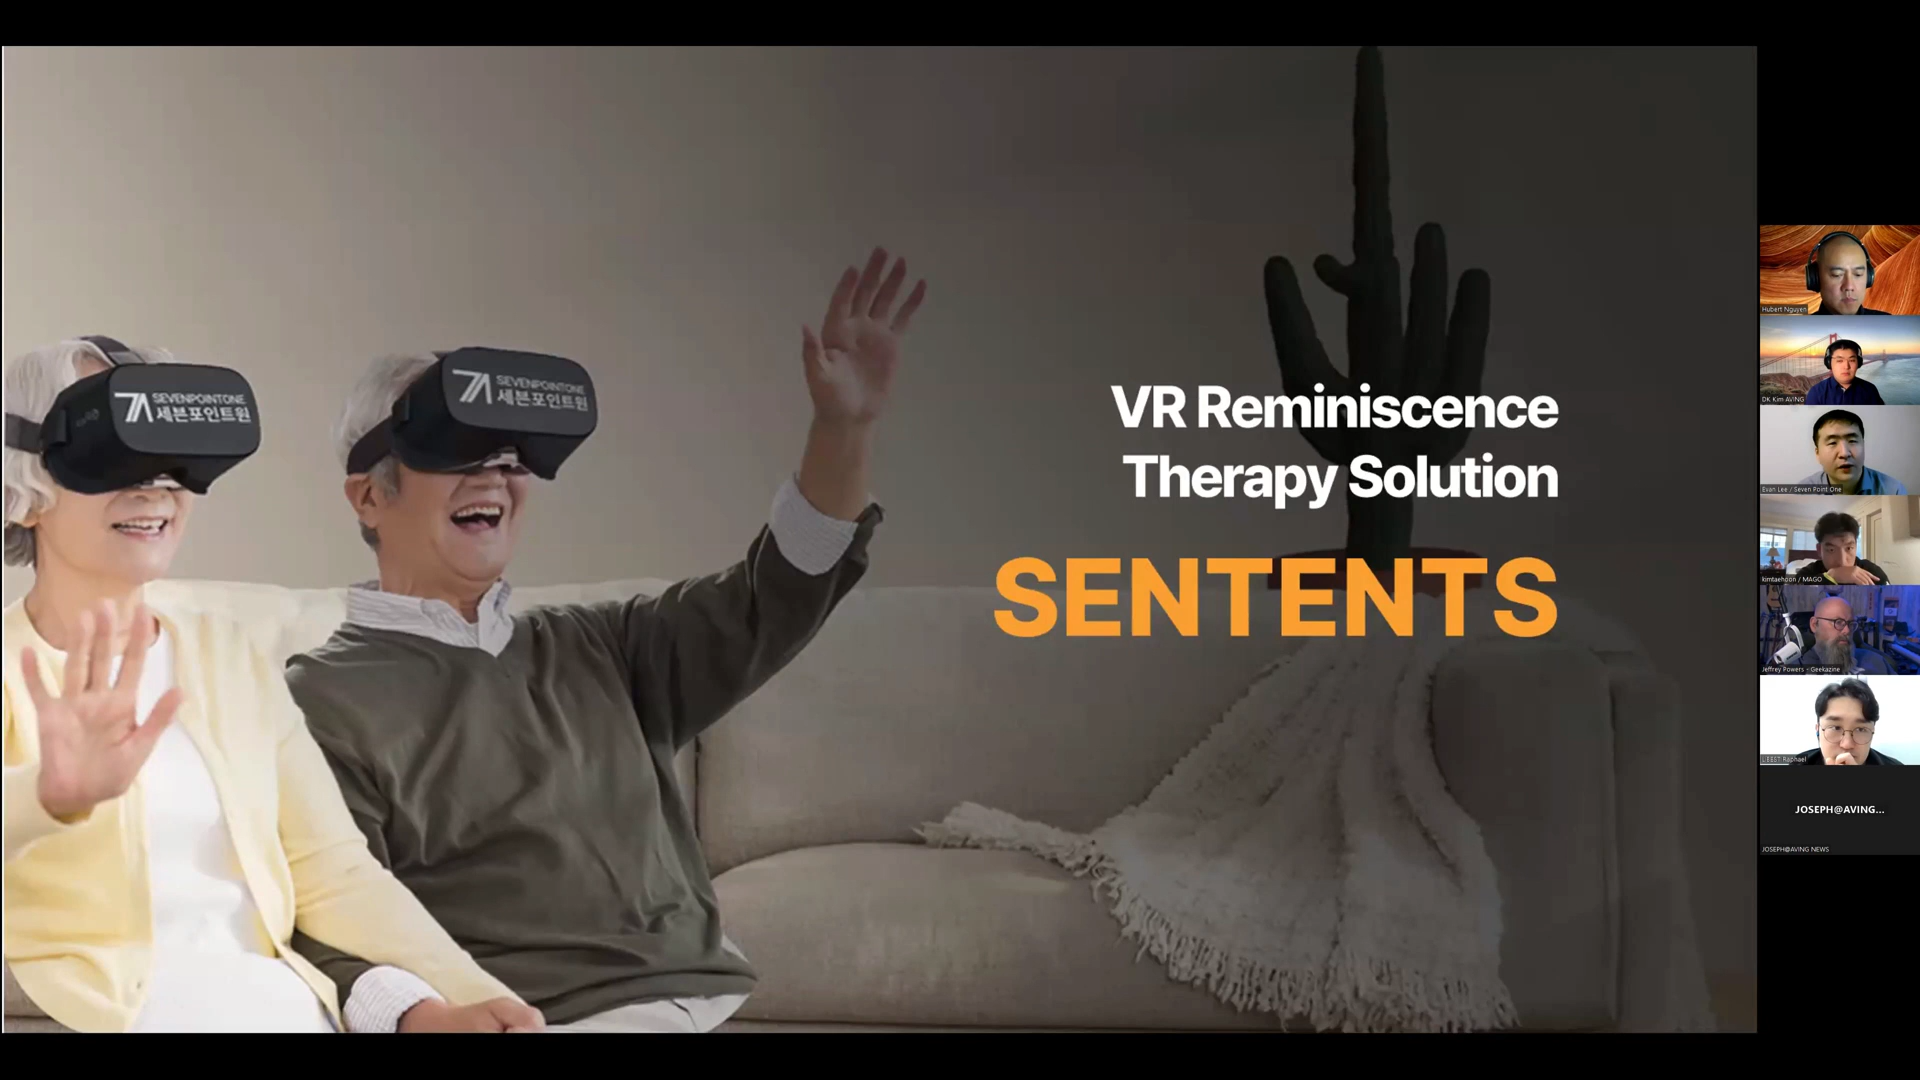 SEVENPOINTONE
세븐포인트원
SEVENPOINTONE
세븐포인트원
VR Reminiscence
Therapy Solution
SENTENTS
Hubert Nguyen
DK Kim AVING
Evan Lee / Seven Point One
kimtaehoon / MAGO
Jeffrey Powers - Geekazine
Raphael
JOSEPH@AVING...
JOSEPH@AVING NEWS